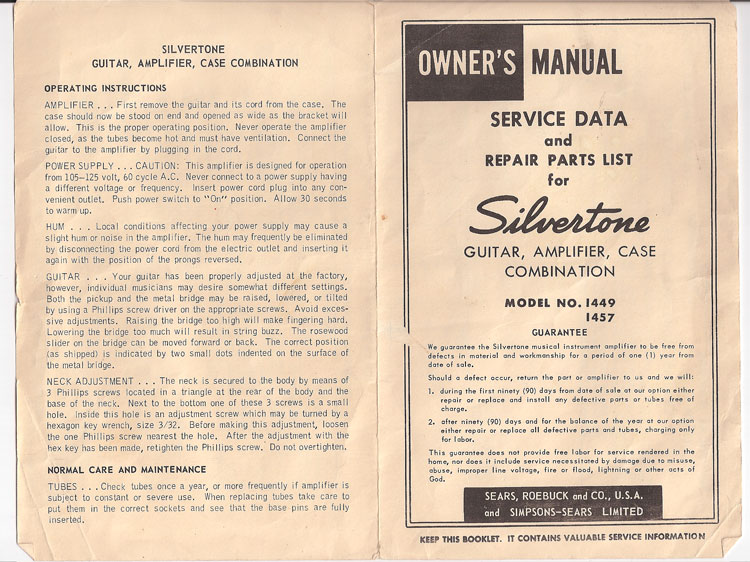 SILVERTONE
GUITAR, AMPLIFIER, CASE COMBINATION
OPERATING INSTRUCTIONS
AMPLIFIER . . . First remove the guitar and its cord from the case. The
case should now be stood on end and opened as wide as the bracket will
allow. This is the proper operating position. Never operate the amplifier
closed, as the tubes become hot and must have ventilation. Connect the
guitar to the amplifier by plugging in the cord.
POWER SUPPLY . . . CAUTION: This amplifier is designed for operation
from 105–125 volt, 60 cycle A.C. Never connect to a power supply having
a different voltage or frequency. Insert power cord plug into any con-
venient outlet. Push power switch to "On" position. Allow 30 seconds
to warm up.
HUM . . . Local conditions affecting your power supply may cause a
slight hum or noise in the amplifier. The hum may frequently be eliminated
by disconnecting the power cord from the electric outlet and inserting it
again with the position of the prongs reversed.
GUITAR . . . Your guitar has been properly adjusted at the factory,
however, individual musicians may desire somewhat different settings.
Both the pickup and the metal bridge may be raised, lowered, or tilted
by using a Phillips screw driver on the appropriate screws. Avoid exces-
sive adjustments. Raising the bridge too high will make fingering hard.
Lowering the bridge too much will result in string buzz. The rosewood
slider on the bridge can be moved forward or back. The correct position
(as shipped) is indicated by two small dots indented on the surface of
the metal bridge.
NECK ADJUSTMENT . . . The neck is secured to the body by means of
3 Phillips screws located in a triangle at the rear of the body and the
base of the neck. Next to the bottom one of these 3 screws is a small
hole. Inside this hole is an adjustment screw which may be turned by a
hexagon key wrench, size 3/32. Before making this adjustment, loosen
the one Phillips screw nearest the hole. After the adjustment with the
hex key has been made, retighten the Phillips screw. Do not overtighten.
NORMAL CARE AND MAINTENANCE
TUBES . . . Check tubes once a year, or more frequently if amplifier is
subject to constant or severe use. When replacing tubes take care to
put them in the correct sockets and see that the base pins are fully
inserted.
OWNER'S MANUAL
SERVICE DATA
and
REPAIR PARTS LIST
for
Silvertone
GUITAR, AMPLIFIER, CASE
COMBINATION
MODEL NO. 1449
1457
GUARANTEE
We guarantee the Silvertone musical instrument amplifier to be free from
defects in material and workmanship for a period of one (1) year from
date of sale.
Should a defect occur, return the part or amplifier to us and we will:
1. during the first ninety (90) days from date of sale at our option either
repair or replace and install any defective parts or tubes free of
charge.
2. after ninety (90) days and for the balance of the year at our option
either repair or replace all defective parts and tubes, charging only
for labor.
This guarantee does not provide free labor for service rendered in the
home, nor does it include service necessitated by damage due to misuse,
abuse, improper line voltage, fire or flood, lightning or other acts of
God.
SEARS, ROEBUCK and CO., U.S.A.
and SIMPSONS–SEARS LIMITED
KEEP THIS BOOKLET. IT CONTAINS VALUABLE SERVICE INFORMATION